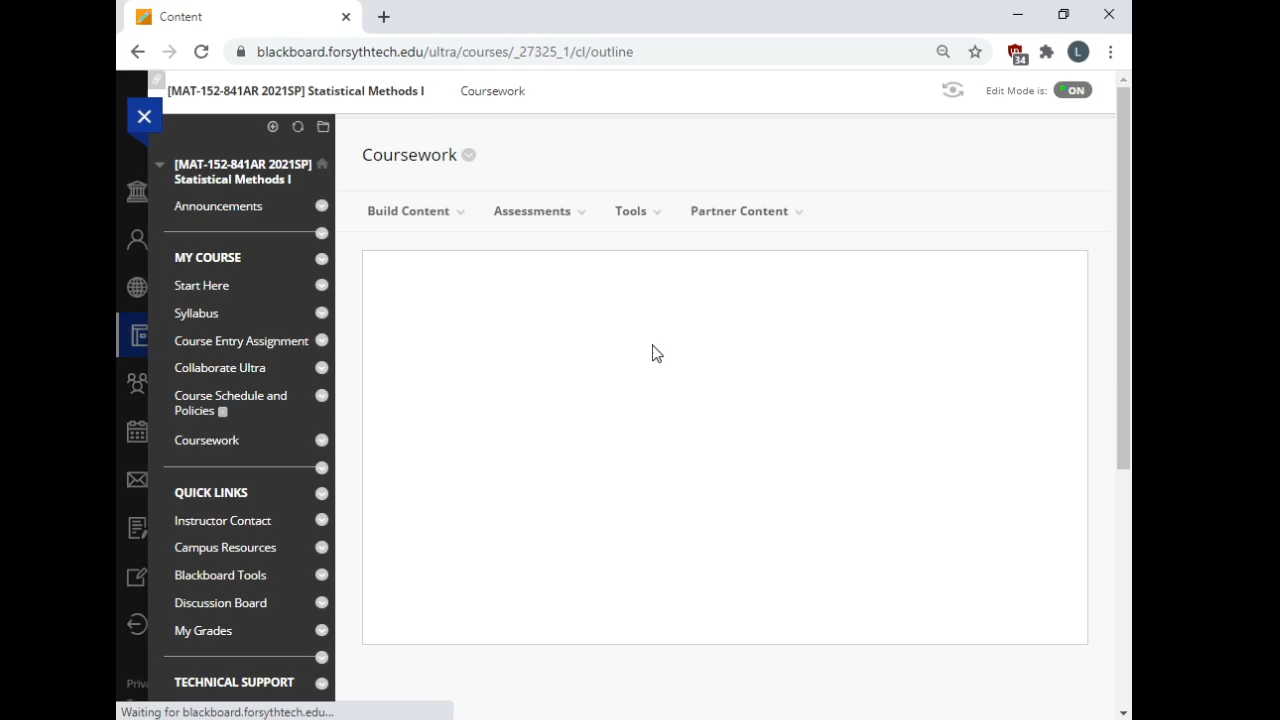 Content
blackboard.forsythtech.edu/ultra/courses/_27325_1/cl/outline
34
L
[MAT-152-841AR 2021SP] Statistical Methods I
Coursework
Edit Mode is:
ON
[MAT-152-841AR 2021SP]
Statistical Methods I
Announcements
MY COURSE
Start Here
Syllabus
Course Entry Assignment
Collaborate Ultra
Course Schedule and
Policies
Coursework
QUICK LINKS
Instructor Contact
Campus Resources
Blackboard Tools
Discussion Board
My Grades
TECHNICAL SUPPORT
Coursework
Build Content
Assessments
Tools
Partner Content
Priva
Waiting for blackboard.forsythtech.edu...